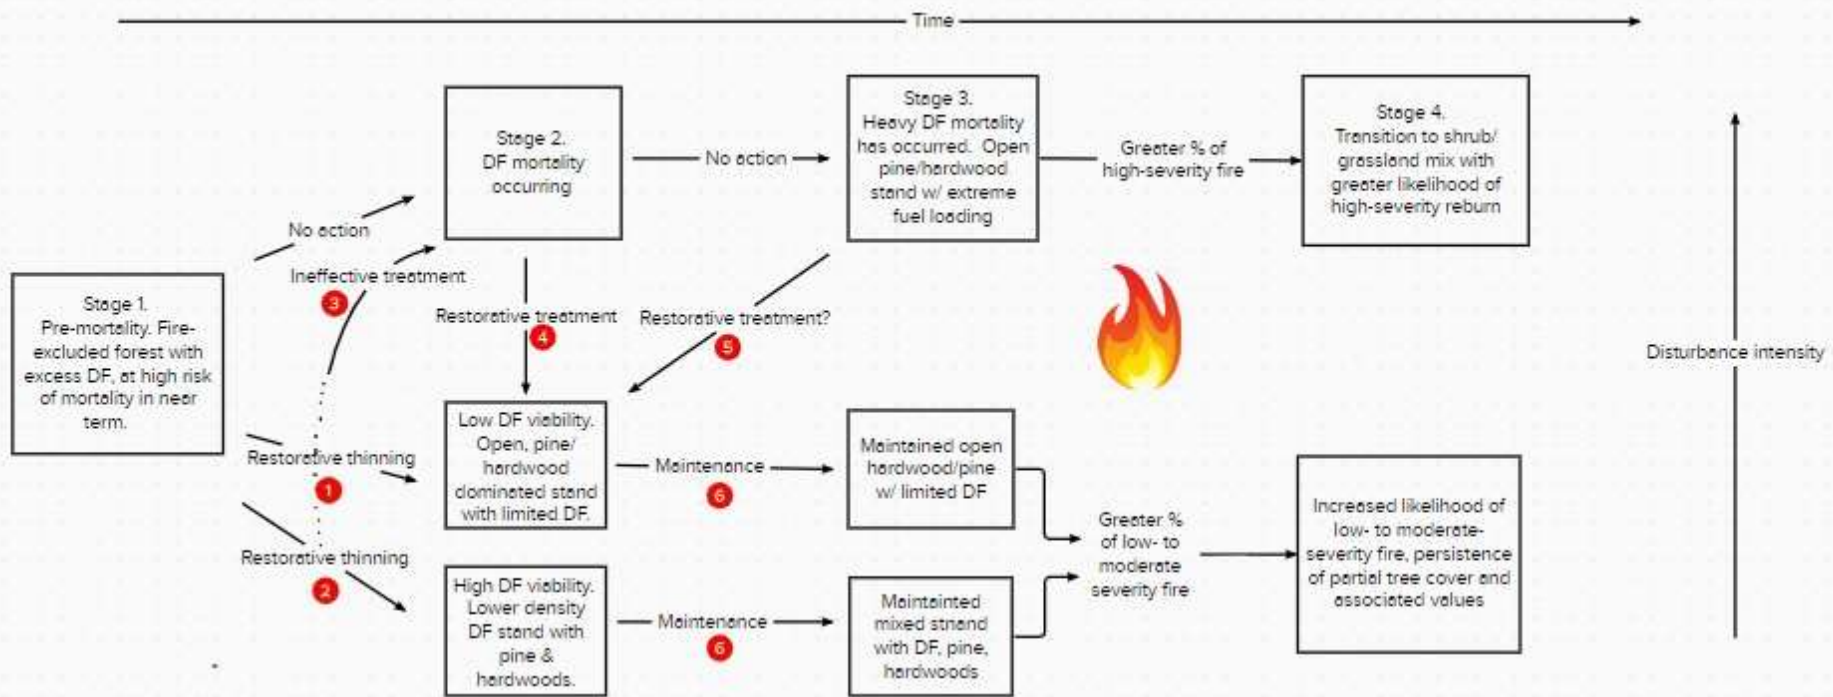 Time
Stage 1.
Pre-mortality. Fire-
excluded forest with
excess DF, at high risk
of mortality in near
term.
No action
Ineffective treatment
3
Restorative thinning
1
Restorative thinning
2
Stage 2.
DF mortality
occurring
No action
Restorative treatment
4
Stage 3.
Heavy DF mortality
has occurred. Open
pine/hardwood
stand w/ extreme
fuel loading
Restorative treatment?
5
Greater % of
high-severity fire
Stage 4.
Transition to shrub/
grassland mix with
greater likelihood of
high-severity reburn
Low DF viability.
Open, pine/
hardwood
dominated stand
with limited DF.
Maintenance
6
Maintained open
hardwood/pine
w/ limited DF
High DF viability.
Lower density
DF stand with
pine &
hardwoods.
Maintenance
6
Maintainted
mixed strnand
with DF, pine,
hardwoods
Greater %
of low- to
moderate
severity fire
Increased likelihood of
low- to moderate-
severity fire, persistence
of partial tree cover and
associated values
Disturbance intensity